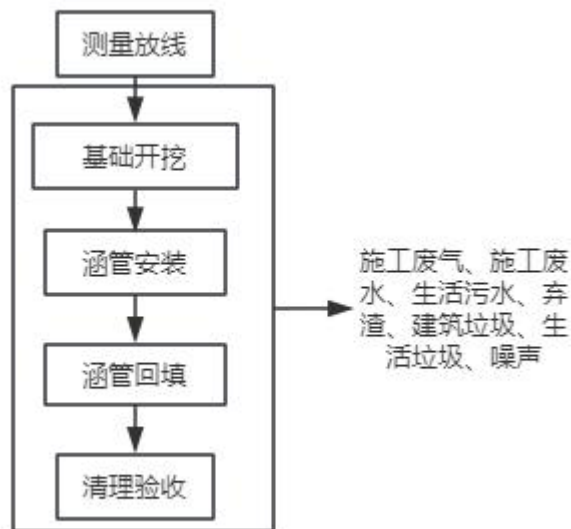 测量放线
基础开挖
涵管安装
涵管回填
清理验收
施工废气、施工废
水、生活污水、弃
渣、建筑垃圾、生
活垃圾、噪声